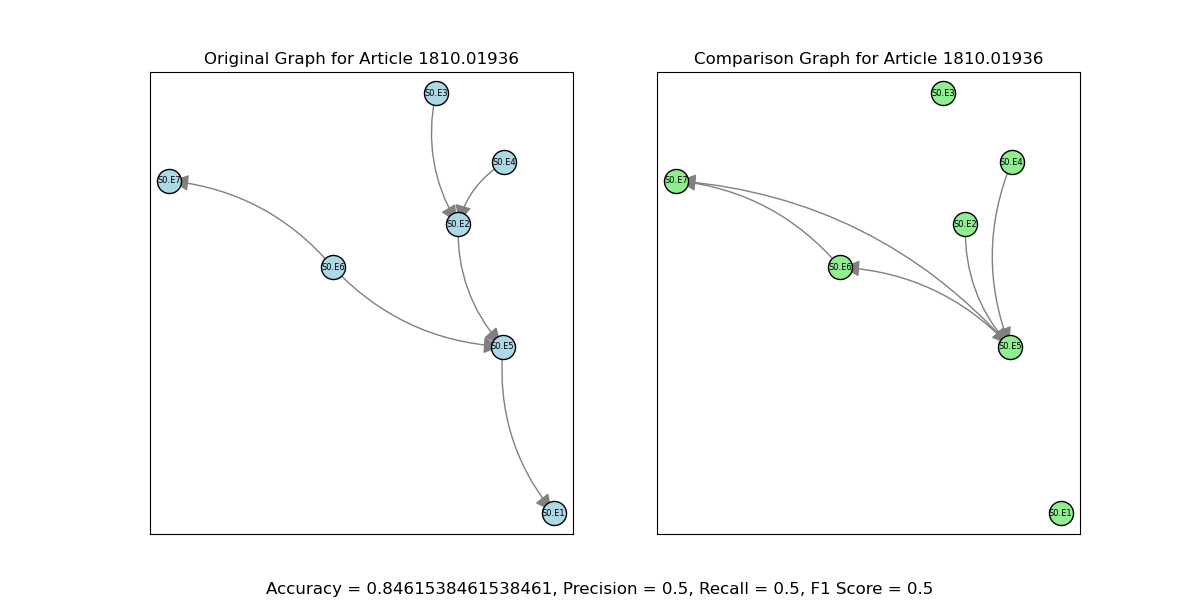 Original Graph for Article 1810.01936
S0.E3
S0.E4
S0.E7
S0.E2
S0.E6
S0.E5
S0.E1
Comparison Graph for Article 1810.01936
S0.E3
S0.E4
S0.E7
S0.E2
S0.E6
S0.E5
S0.E1
Accuracy = 0.8461538461538461, Precision = 0.5, Recall = 0.5, F1 Score = 0.5